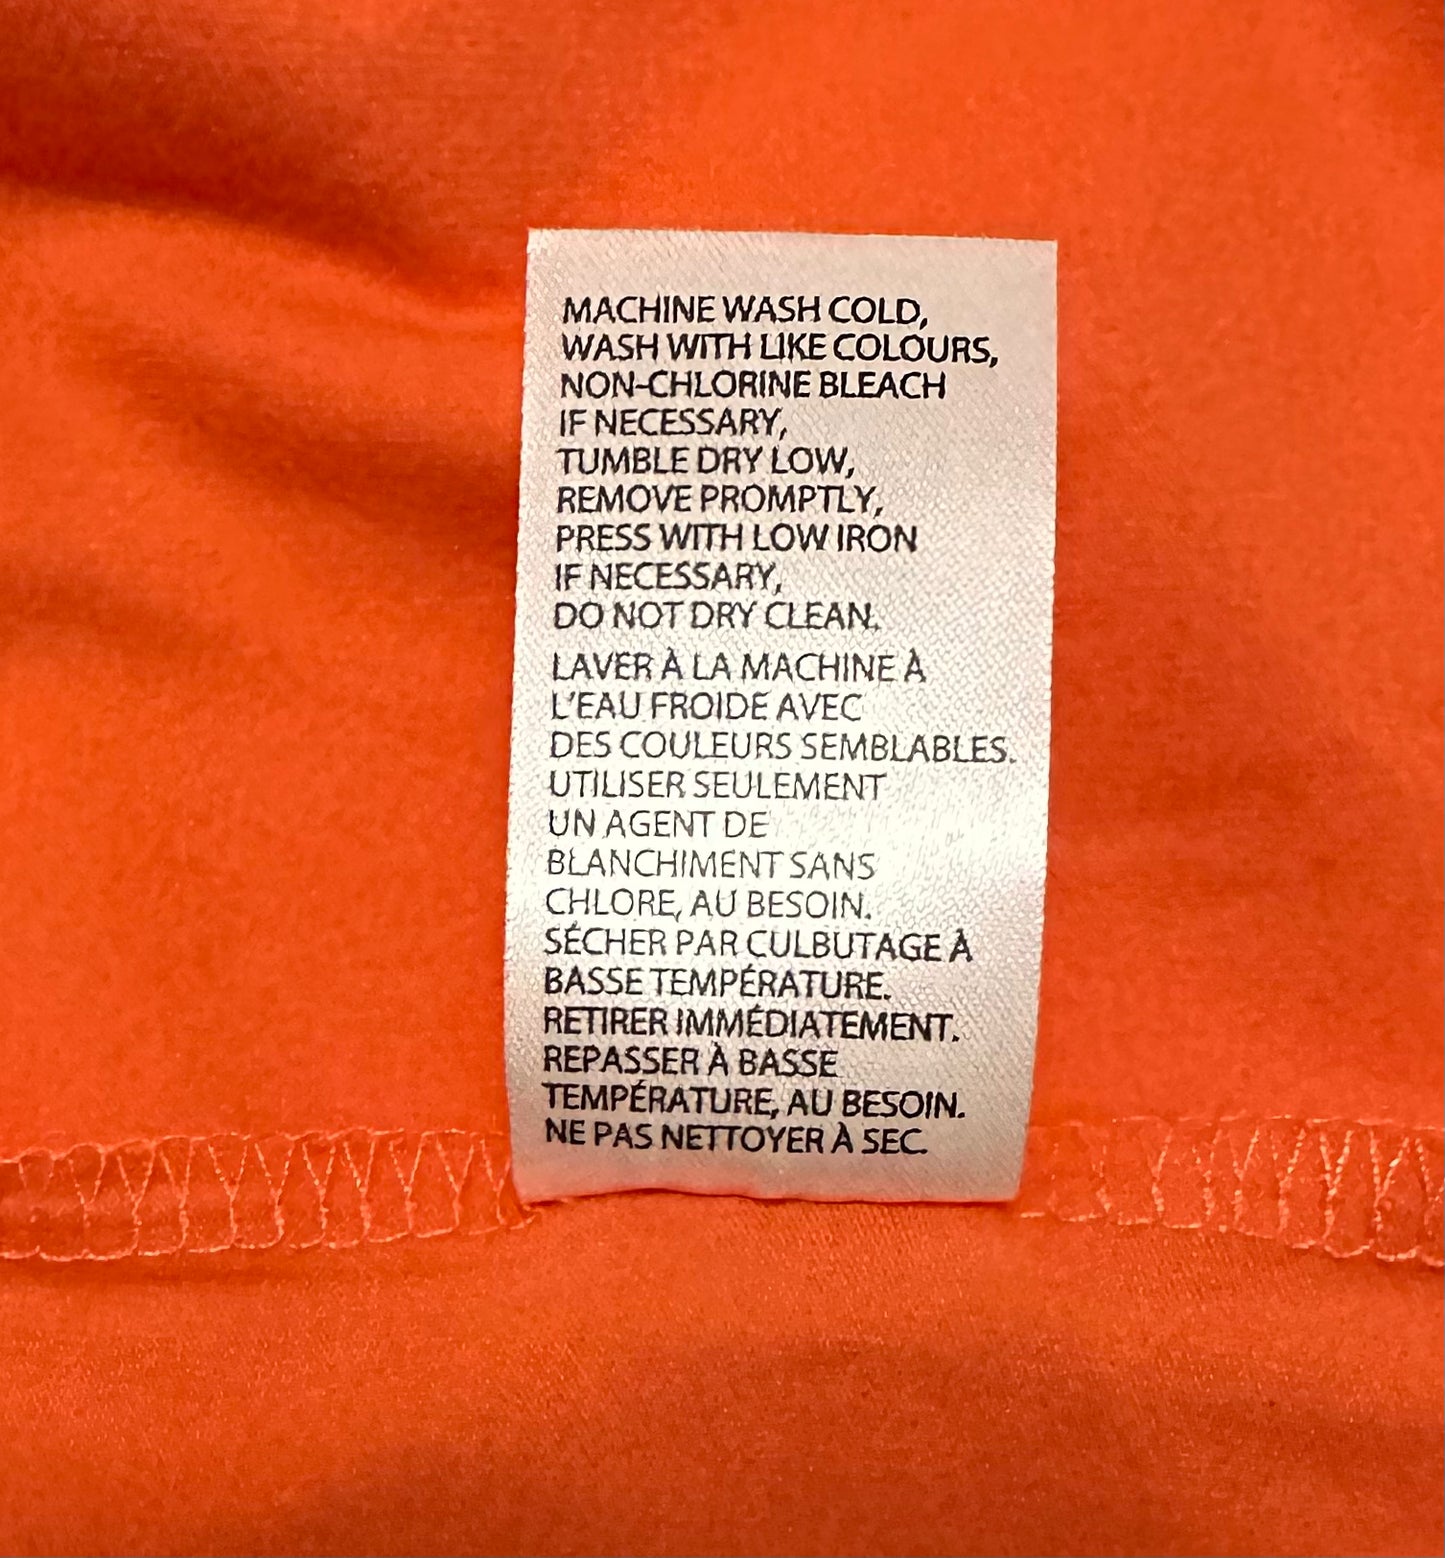 MACHINE WASH COLD,
WASH WITH LIKE COLOURS,
NON-CHLORINE BLEACH
IF NECESSARY,
TUMBLE DRY LOW,
REMOVE PROMPTLY,
PRESS WITH LOW IRON
IF NECESSARY,
DO NOT DRY CLEAN.
LAVER À LA MACHINE À
L'EAU FROIDE AVEC
DES COULEURS SEMBLABLES.
UTILISER SEULEMENT
UN AGENT DE
BLANCHIMENT SANS
CHLORE, AU BESOIN.
SÉCHER PAR CULBUTAGE À
BASSE TEMPÉRATURE.
RETIRER IMMÉDIATEMENT.
REPASSER À BASSE
TEMPÉRATURE, AU BESOIN.
NE PAS NETTOYER À SEC.